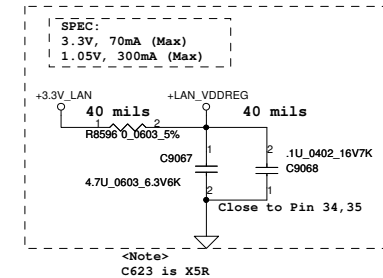 SPEC:
3.3V, 70mA (Max)
1.05V, 300mA (Max)
+3.3V_LAN
+LAN_VDDREG
40 mils
40 mils
1
2
R8596 0_0603_5%
C9067
1
2
4.7U_0603_6.3V6K
2
1
.1U_0402_16V7K
C9068
Close to Pin 34,35
<Note>
C623 is X5R